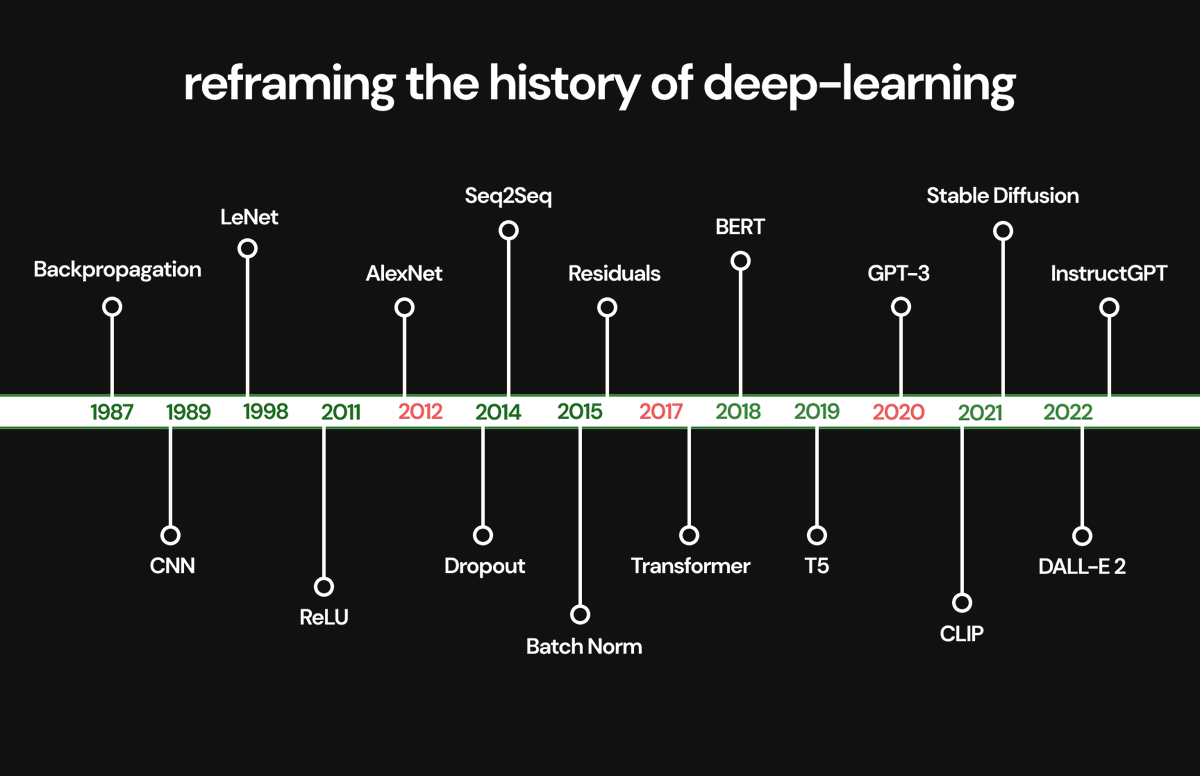 reframing the history of deep-learning
Seq2Seq
Stable Diffusion
LeNet
BERT
Backpropagation
AlexNet
Residuals
GPT-3
InstructGPT
1987 1989 1998 2011 2012 2014 2015 2017 2018 2019 2020 2021 2022
CNN
Dropout
Transformer
T5
DALL-E 2
ReLU
CLIP
Batch Norm